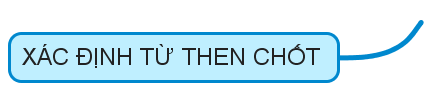 XÁC ĐỊNH TỪ THEN CHỐT